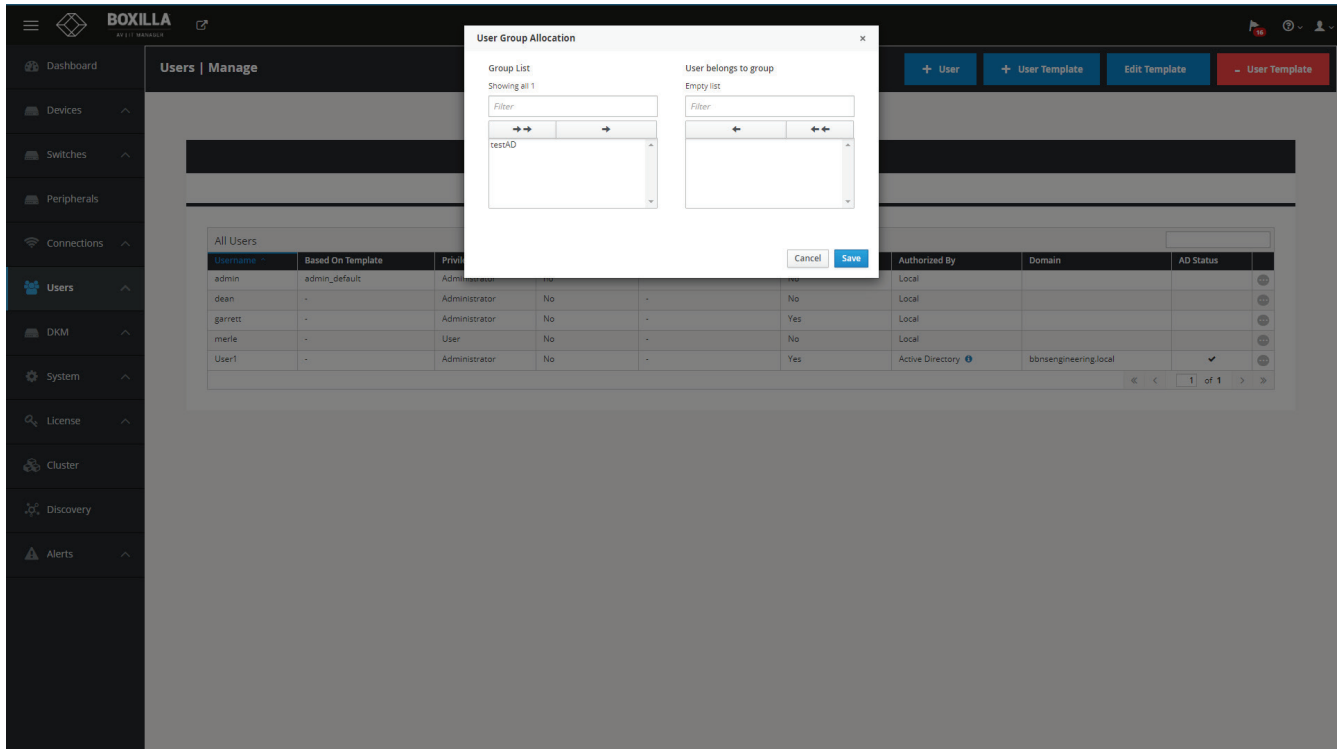 BOXILLA
AV / IT MANAGER
16
Dashboard
Devices
Switches
Peripherals
Connections
Users
DKM
System
License
Cluster
Discovery
Alerts
Users | Manage
+ User
+ User Template
Edit Template
- User Template
User Group Allocation
×
Group List
User belongs to group
Showing all 1
Empty list
Filter
Filter
testAD
Cancel
Save
All Users
Username Based On Template Authorized By Domain AD Status
admin admin_default Administrator No No Local
dean - Administrator No - No Local
garrett - Administrator No - Yes Local
merle - User No - No Local
User1 - Administrator No - Yes Active Directory bbnsengineering.local
1 of 1